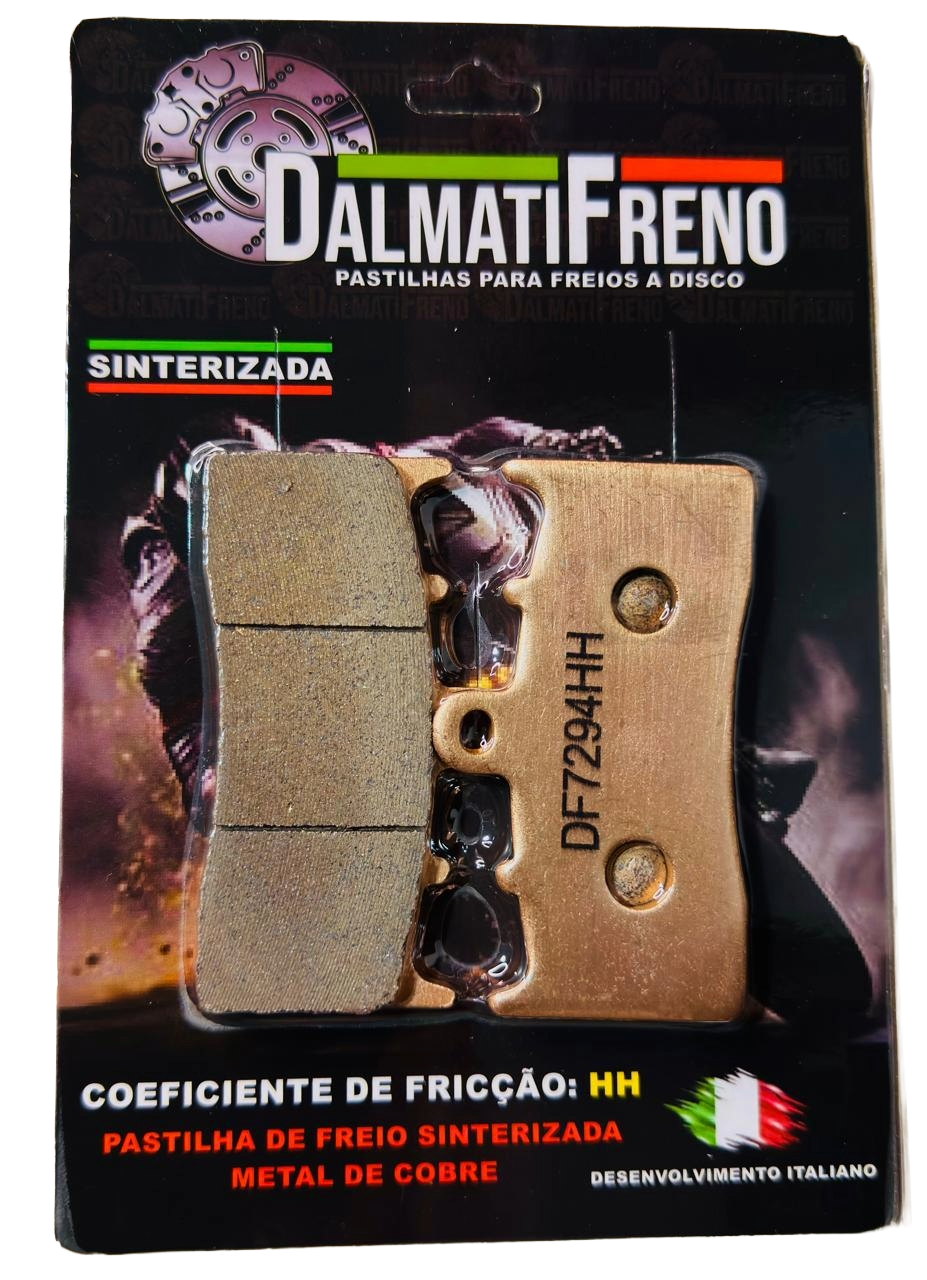 DALMATIFRENO
PASTILHAS PARA FREIOS A DISCO
SINTERIZADA
DF7294HH
COEFICIENTE DE FRICÇÃO: HH
PASTILHA DE FREIO SINTERIZADA
METAL DE COBRE
DESENVOLVIMENTO ITALIANO